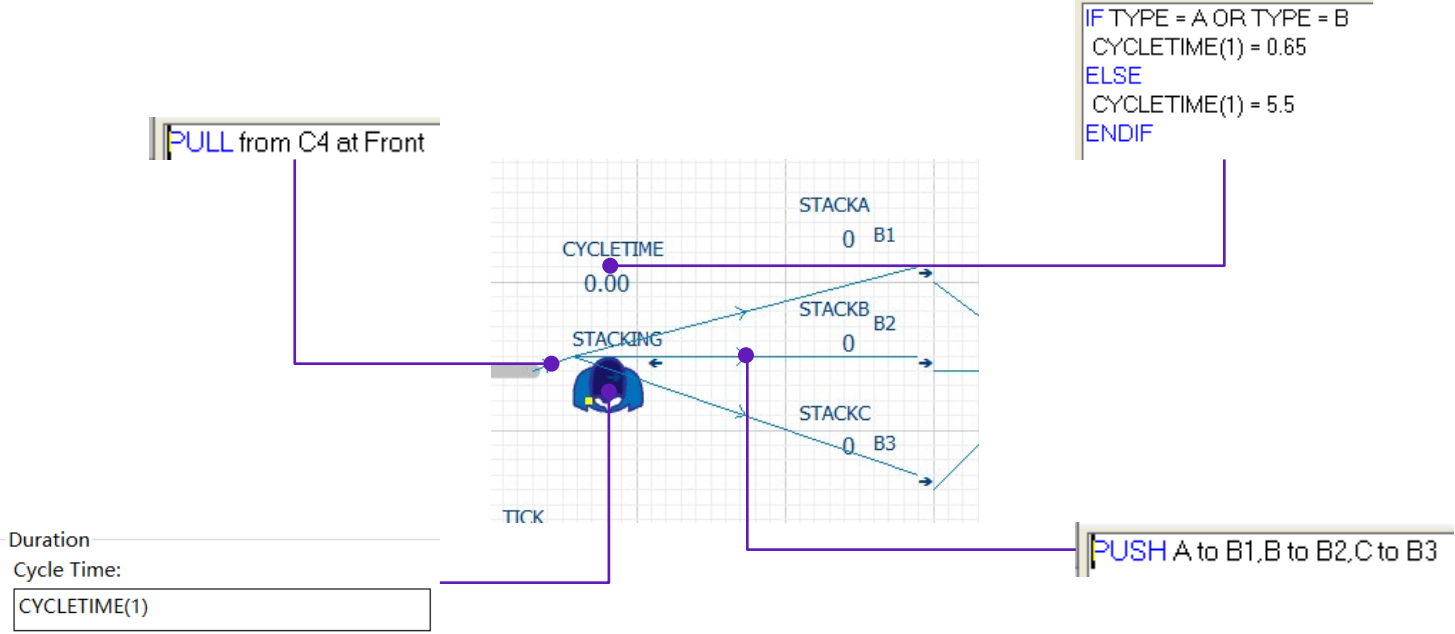 IF TYPE = A OR TYPE = B
CYCLETIME(1) = 0.65
ELSE
CYCLETIME(1) = 5.5
ENDIF
PULL from C4 at Front
STACKA
0 B1
CYCLETIME
0.00
STACKB
B2
0
STACKING
STACKC
0 B3
TICK
Duration
Cycle Time:
CYCLETIME(1)
PUSH A to B1,B to B2,C to B3